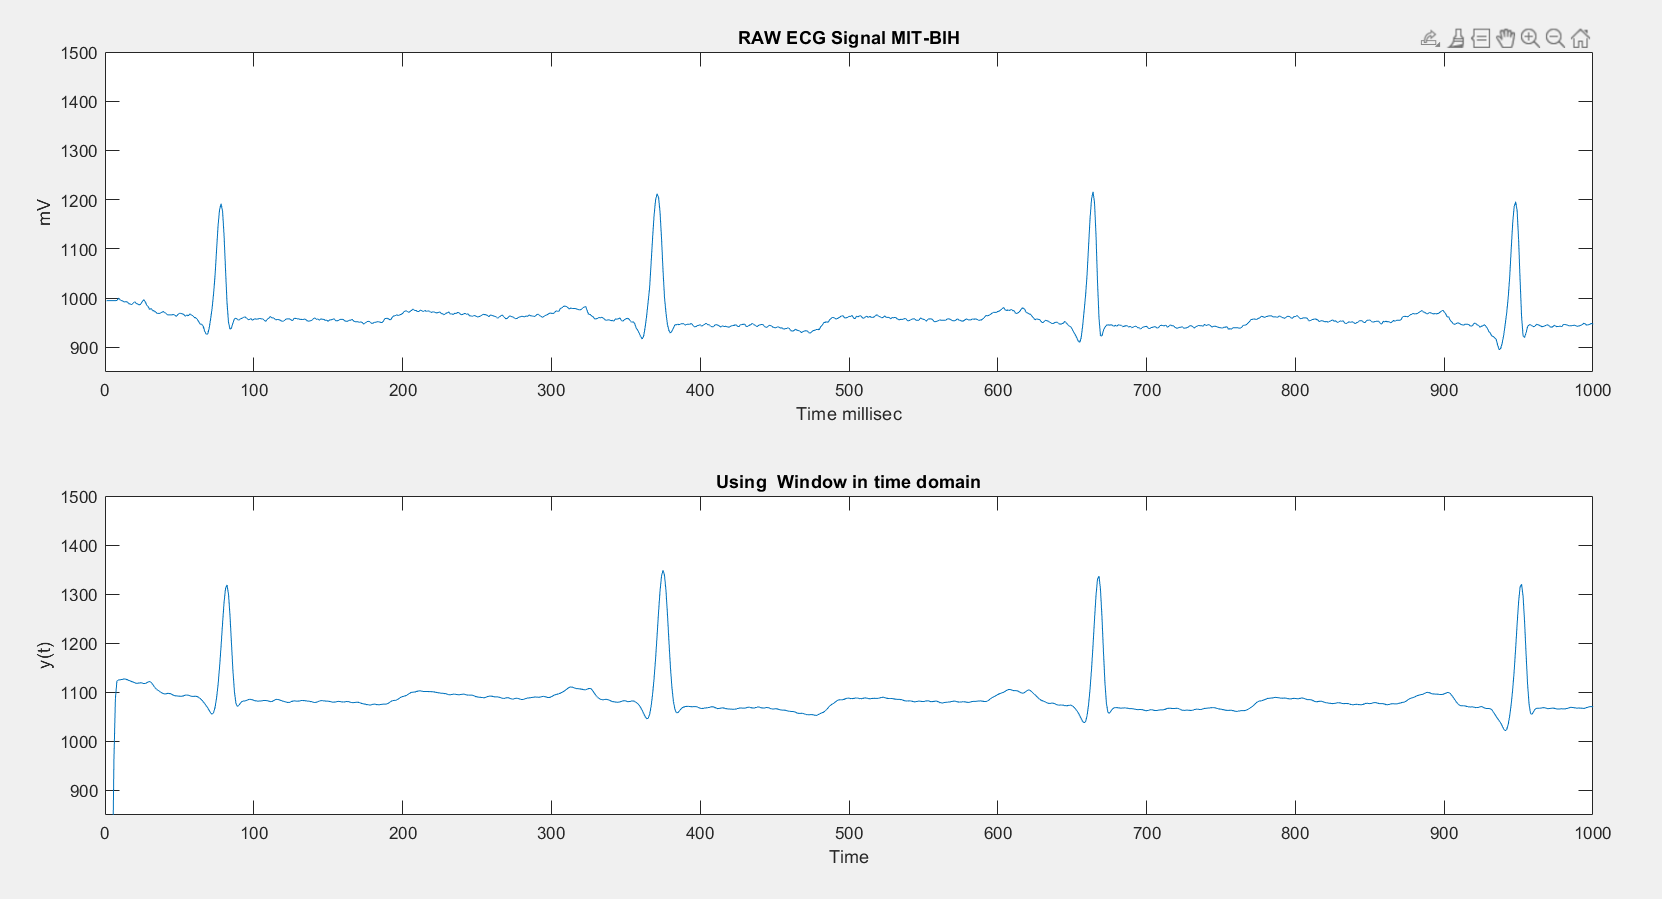 RAW ECG Signal MIT-BIH
1500
1400
1300
1200
1100
1000
900
mV
0 100 200 300 400 500 600 700 800 900 1000
Time millisec
Using  Window in time domain
1500
1400
1300
1200
1100
1000
900
y(t)
0 100 200 300 400 500 600 700 800 900 1000
Time